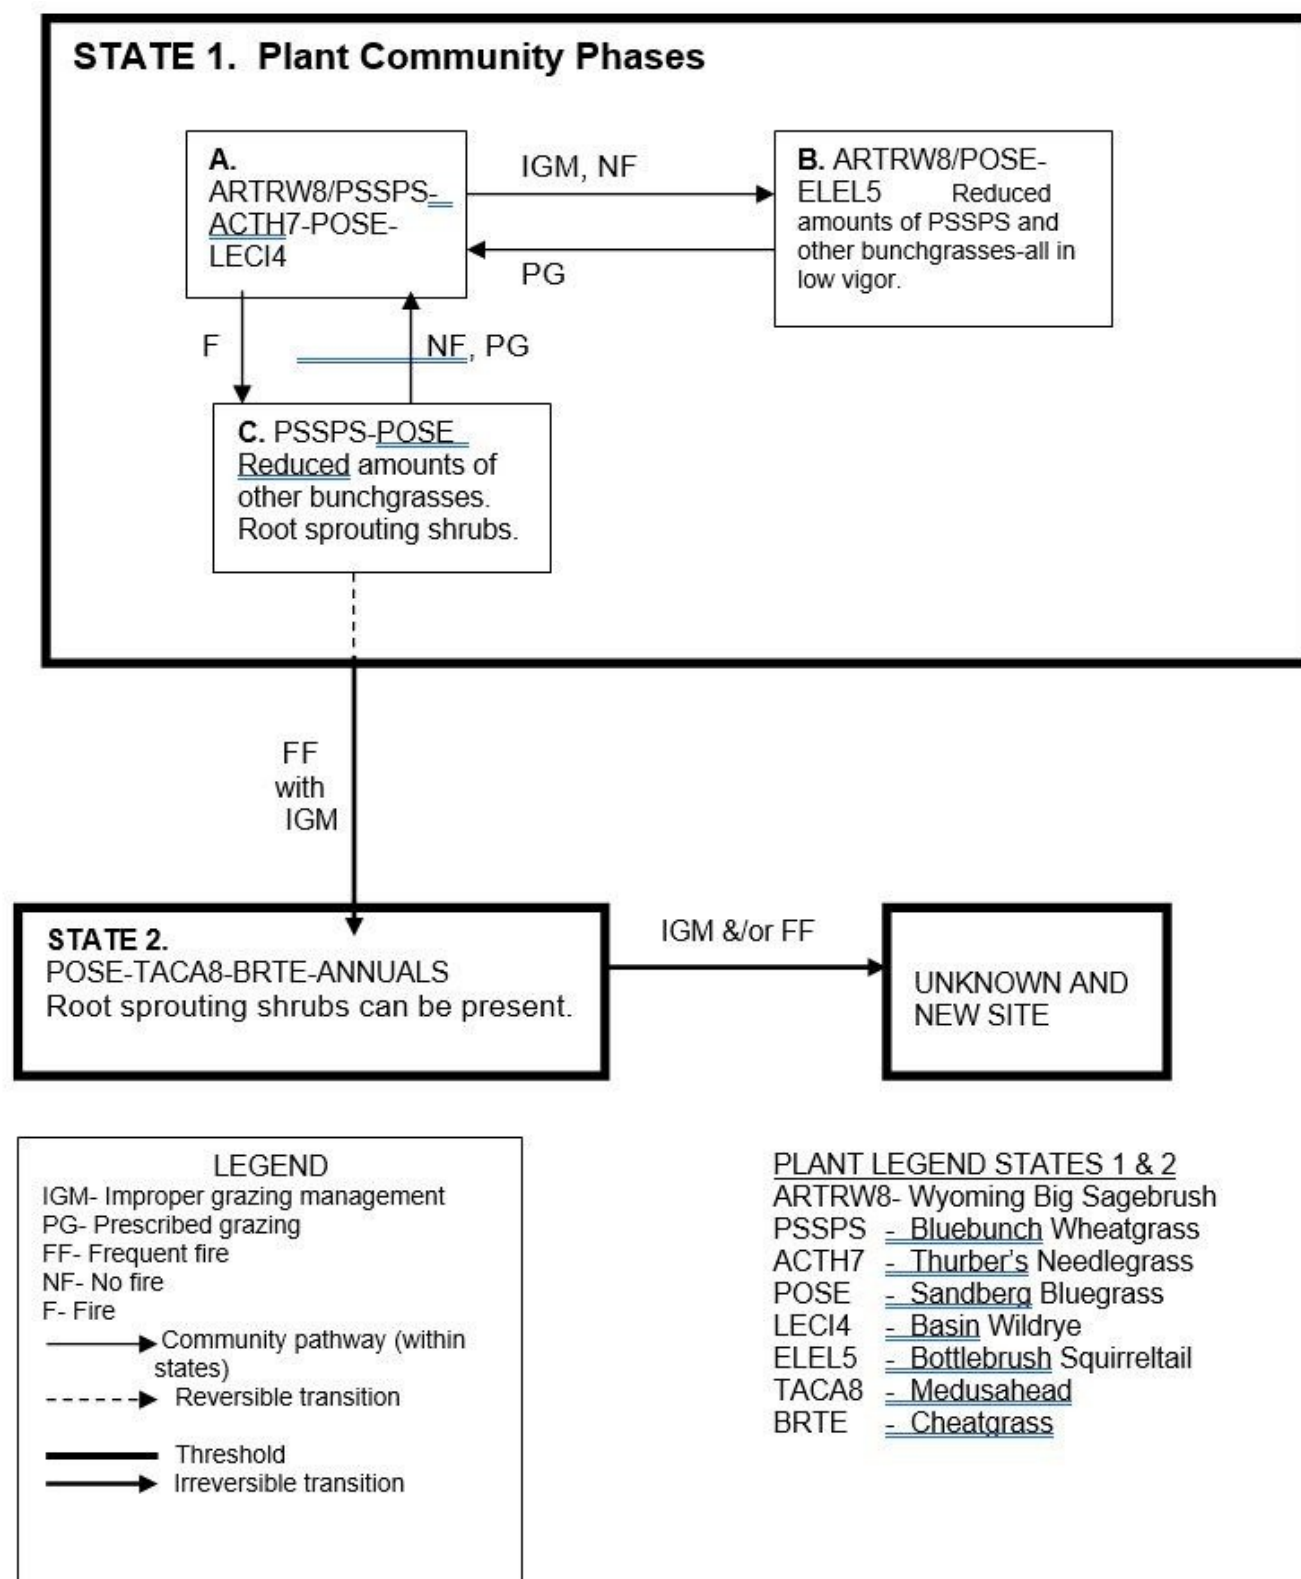 STATE 1. Plant Community Phases
A.
ARTRW8/PSSPS-
ACTH7-POSE-
LECI4
IGM, NF
PG
B. ARTRW8/POSE-
ELEL5 Reduced
amounts of PSSPS and
other bunchgrasses-all in
low vigor.
F
NF, PG
C. PSSPS-POSE
Reduced amounts of
other bunchgrasses.
Root sprouting shrubs.
FF
with
IGM
STATE 2.
POSE-TACA8-BRTE-ANNUALS
Root sprouting shrubs can be present.
IGM &/or FF
UNKNOWN AND
NEW SITE
LEGEND
IGM- Improper grazing management
PG- Prescribed grazing
FF- Frequent fire
NF- No fire
F- Fire
Community pathway (within
states)
Reversible transition
Threshold
Irreversible transition
PLANT LEGEND STATES 1 & 2
ARTRW8- Wyoming Big Sagebrush
PSSPS - Bluebunch Wheatgrass
ACTH7 - Thurber's Needlegrass
POSE - Sandberg Bluegrass
LECI4 - Basin Wildrye
ELEL5 - Bottlebrush Squirreltail
TACA8 - Medusahead
BRTE - Cheatgrass